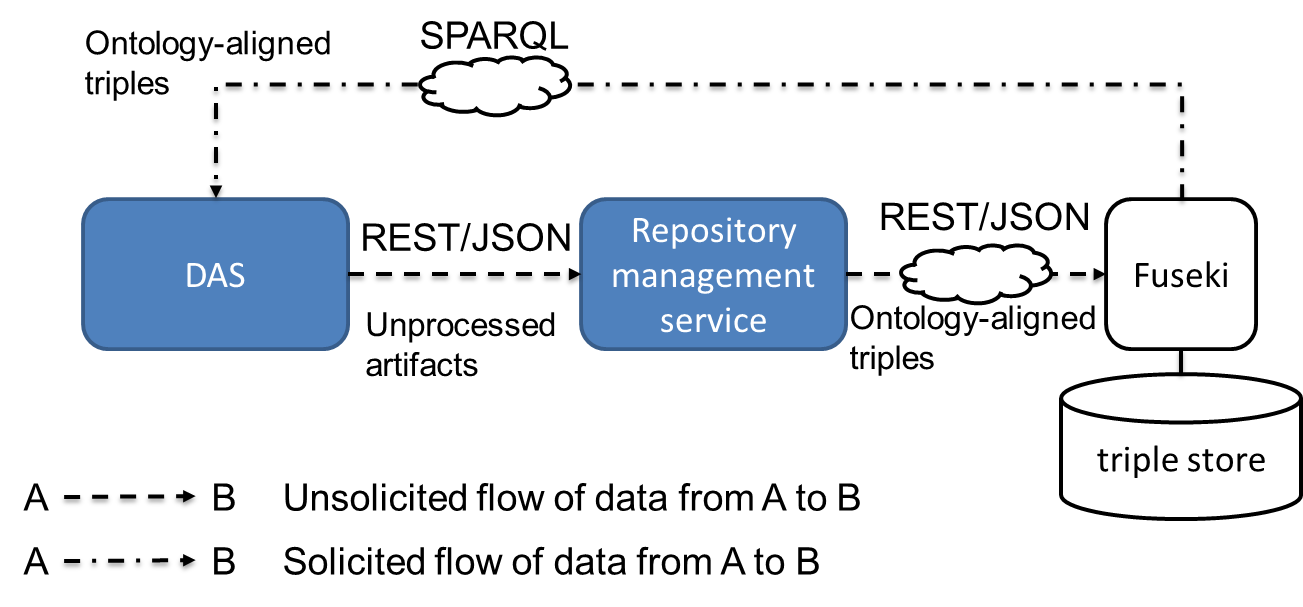 SPARQL
Ontology-aligned
triples
DAS
REST/JSON
Unprocessed
artifacts
Repository
management
service
REST/JSON
Ontology-aligned
triples
Fuseki
triple store
A B Unsolicited flow of data from A to B
A B Solicited flow of data from A to B